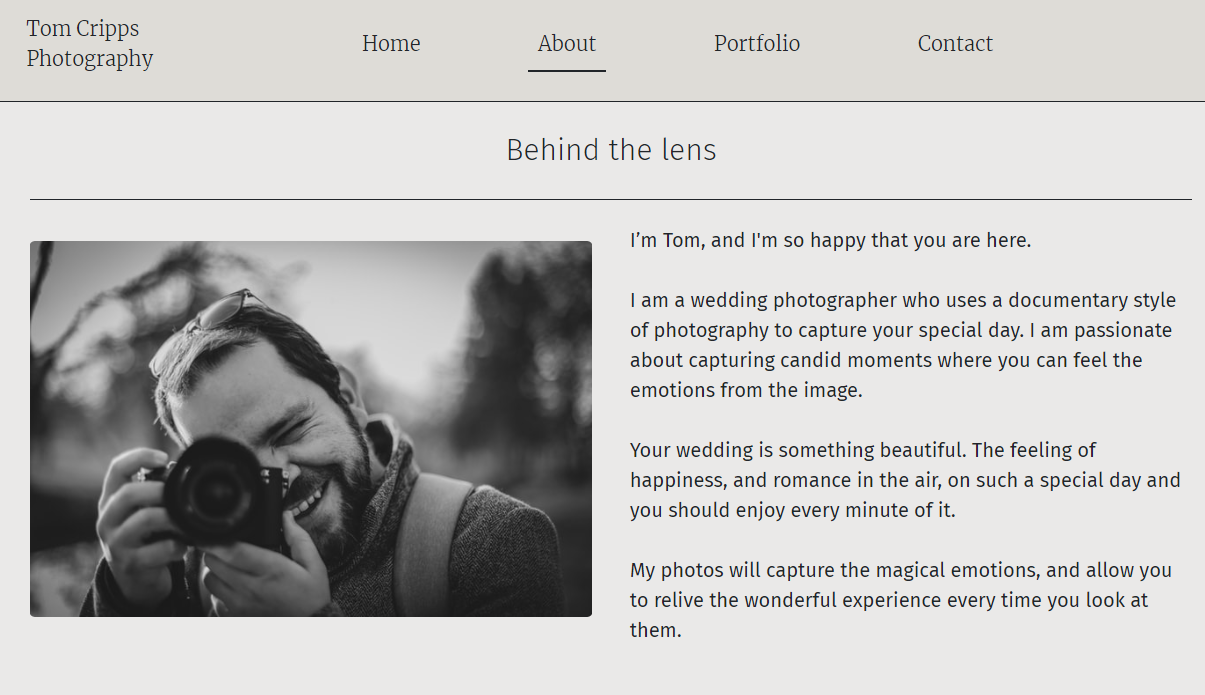 Tom Cripps
Photography
Home
About
Portfolio
Contact
Behind the lens
I’m Tom, and I'm so happy that you are here.
I am a wedding photographer who uses a documentary style
of photography to capture your special day. I am passionate
about capturing candid moments where you can feel the
emotions from the image.
Your wedding is something beautiful. The feeling of
happiness, and romance in the air, on such a special day and
you should enjoy every minute of it.
My photos will capture the magical emotions, and allow you
to relive the wonderful experience every time you look at
them.